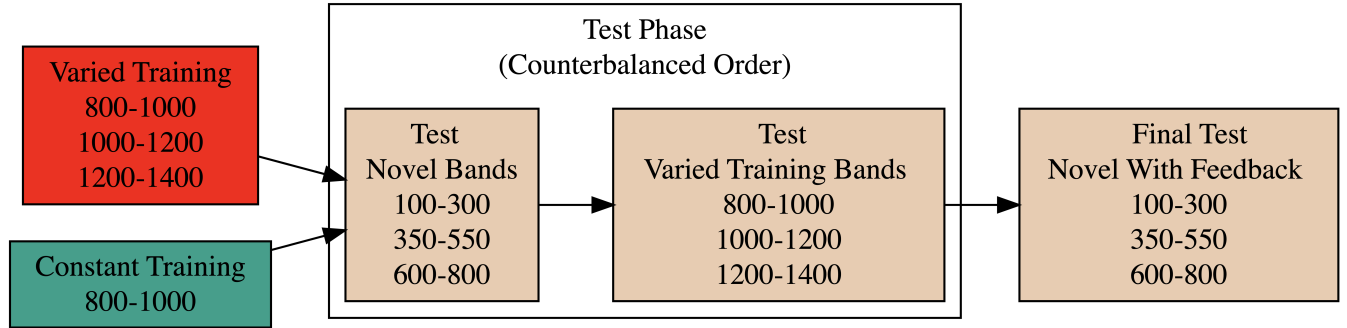 Varied Training
800-1000
1000-1200
1200-1400
Constant Training
800-1000
Test Phase
(Counterbalanced Order)
Test
Novel Bands
100-300
350-550
600-800
Test
Varied Training Bands
800-1000
1000-1200
1200-1400
Final Test
Novel With Feedback
100-300
350-550
600-800